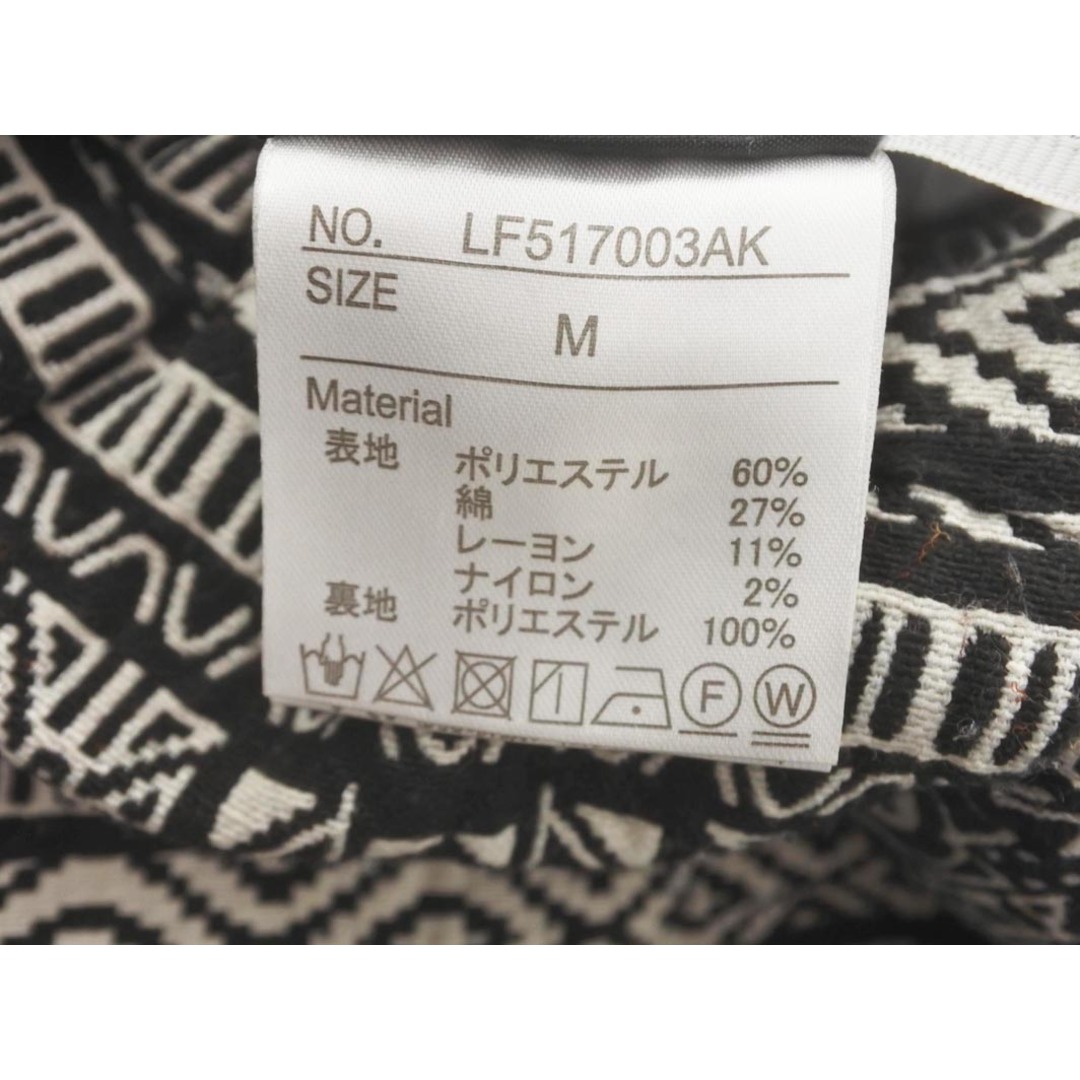 NO. LF517003AK
SIZE
M
Material
表地 ポリエステル 60%
綿 27%
レーヨン 11%
ナイロン 2%
裏地 ポリエステル 100%
F W